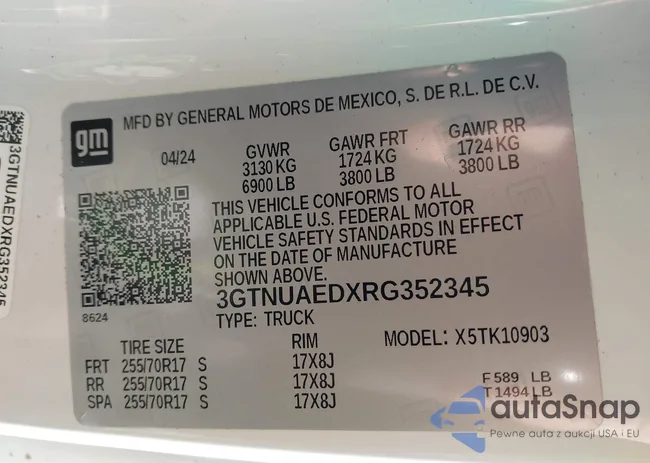 MFD BY GENERAL MOTORS DE MEXICO, S. DE R.L. DE C.V.
gm
04/24
GVWR GAWR FRT GAWR RR
3130 KG 1724 KG 1724 KG
6900 LB 3800 LB 3800 LB
THIS VEHICLE CONFORMS TO ALL
APPLICABLE U.S. FEDERAL MOTOR
VEHICLE SAFETY STANDARDS IN EFFECT
ON THE DATE OF MANUFACTURE
SHOWN ABOVE.
3GTNUAEDXRG352345
8624
TYPE: TRUCK MODEL: X5TK10903
TIRE SIZE RIM
FRT 255/70R17 S 17X8J
RR 255/70R17 S 17X8J F 589 LB
SPA 255/70R17 S 17X8J T 1494 LB
3GTNUAEDXRG352345
autaSnap
Pewne auta z aukcji USA i EU